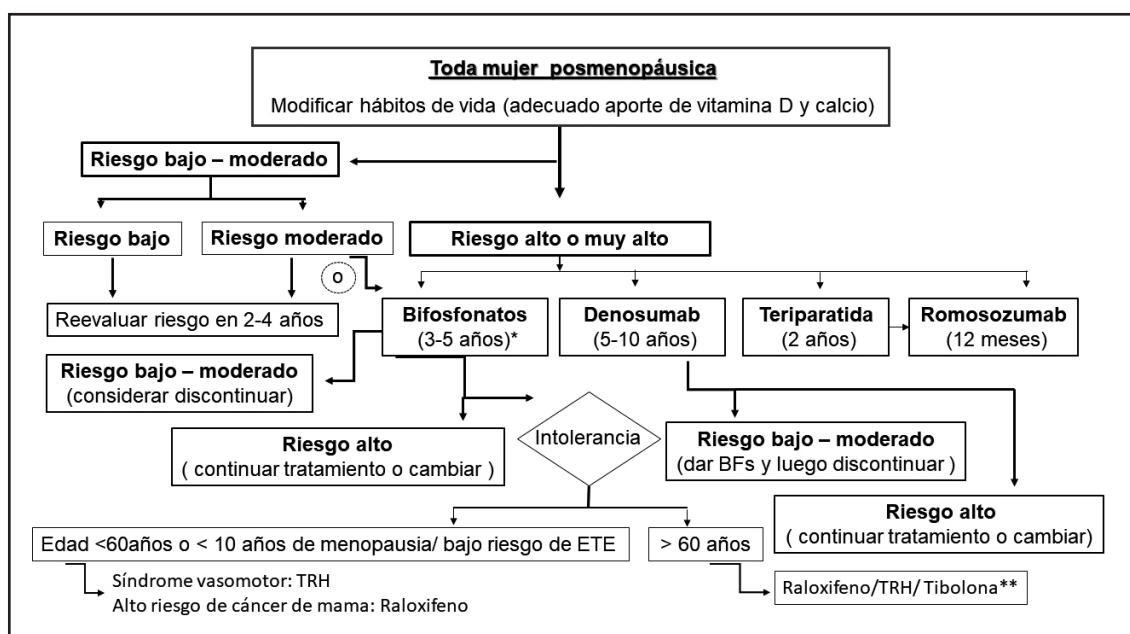 Toda mujer posmenopáusica
Modificar hábitos de vida (adecuado aporte de vitamina D y calcio)
Riesgo bajo – moderado
Riesgo bajo
Riesgo moderado
Riesgo alto o muy alto
o
Reevaluar riesgo en 2-4 años
Bifosfonatos
(3-5 años)*
Denosumab
(5-10 años)
Teriparatida
(2 años)
Romosozumab
(12 meses)
Riesgo bajo – moderado
(considerar discontinuar)
Riesgo alto
( continuar tratamiento o cambiar )
Intolerancia
Riesgo bajo – moderado
(dar BFs y luego discontinuar )
Riesgo alto
( continuar tratamiento o cambiar)
Edad <60años o < 10 años de menopausia/ bajo riesgo de ETE
> 60 años
Síndrome vasomotor: TRH
Alto riesgo de cáncer de mama: Raloxifeno
Raloxifeno/TRH/ Tibolona**